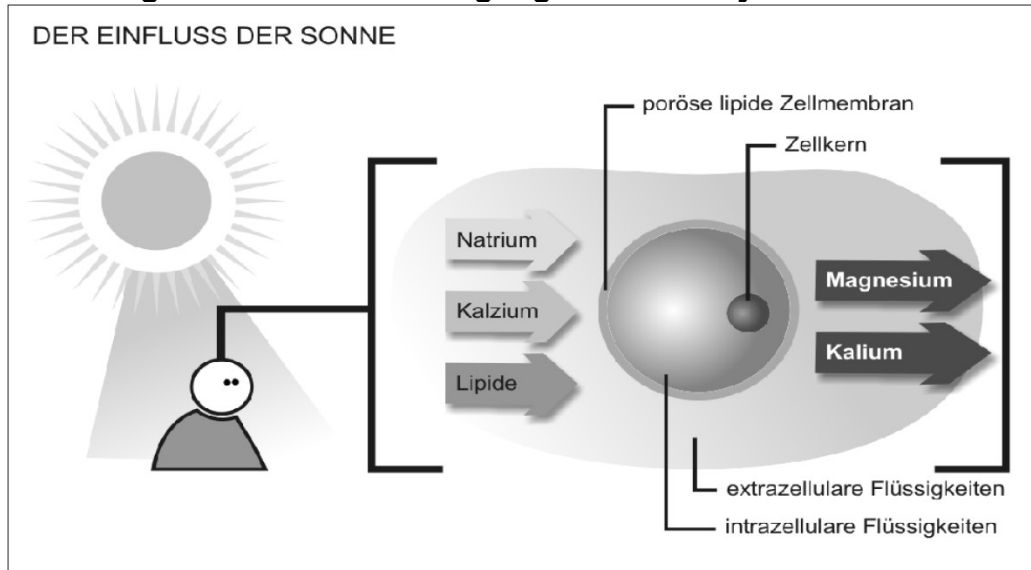 DER EINFLUSS DER SONNE
poröse lipide Zellmembran
Zellkern
Natrium
Kalzium
Lipide
Magnesium
Kalium
extrazellulare Flüssigkeiten
intrazellulare Flüssigkeiten